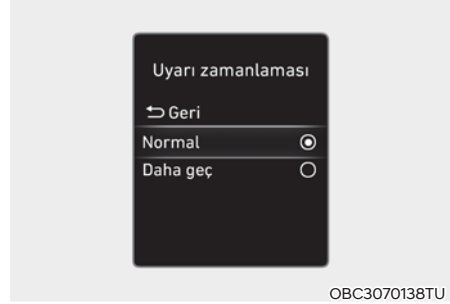 Uyarı zamanlaması
Geri
Normal
Daha geç
OBC3070138TU